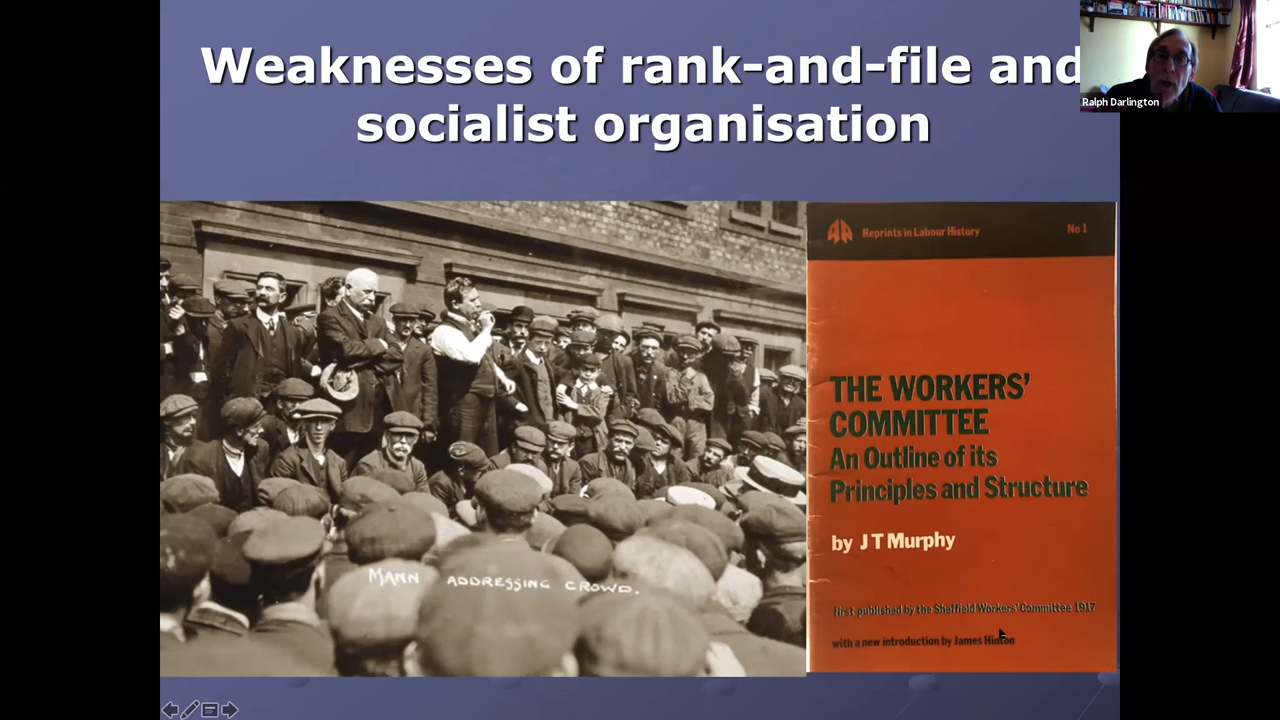 Weaknesses of rank-and-file and
socialist organisation
Ralph Darlington
MANN ADDRESSING CROWD.
Reprints in Labour History
No 1
THE WORKERS'
COMMITTEE
An Outline of its
Principles and Structure
by J T Murphy
first published by the Sheffield Workers' Committee 1917
with a new introduction by James Hinton